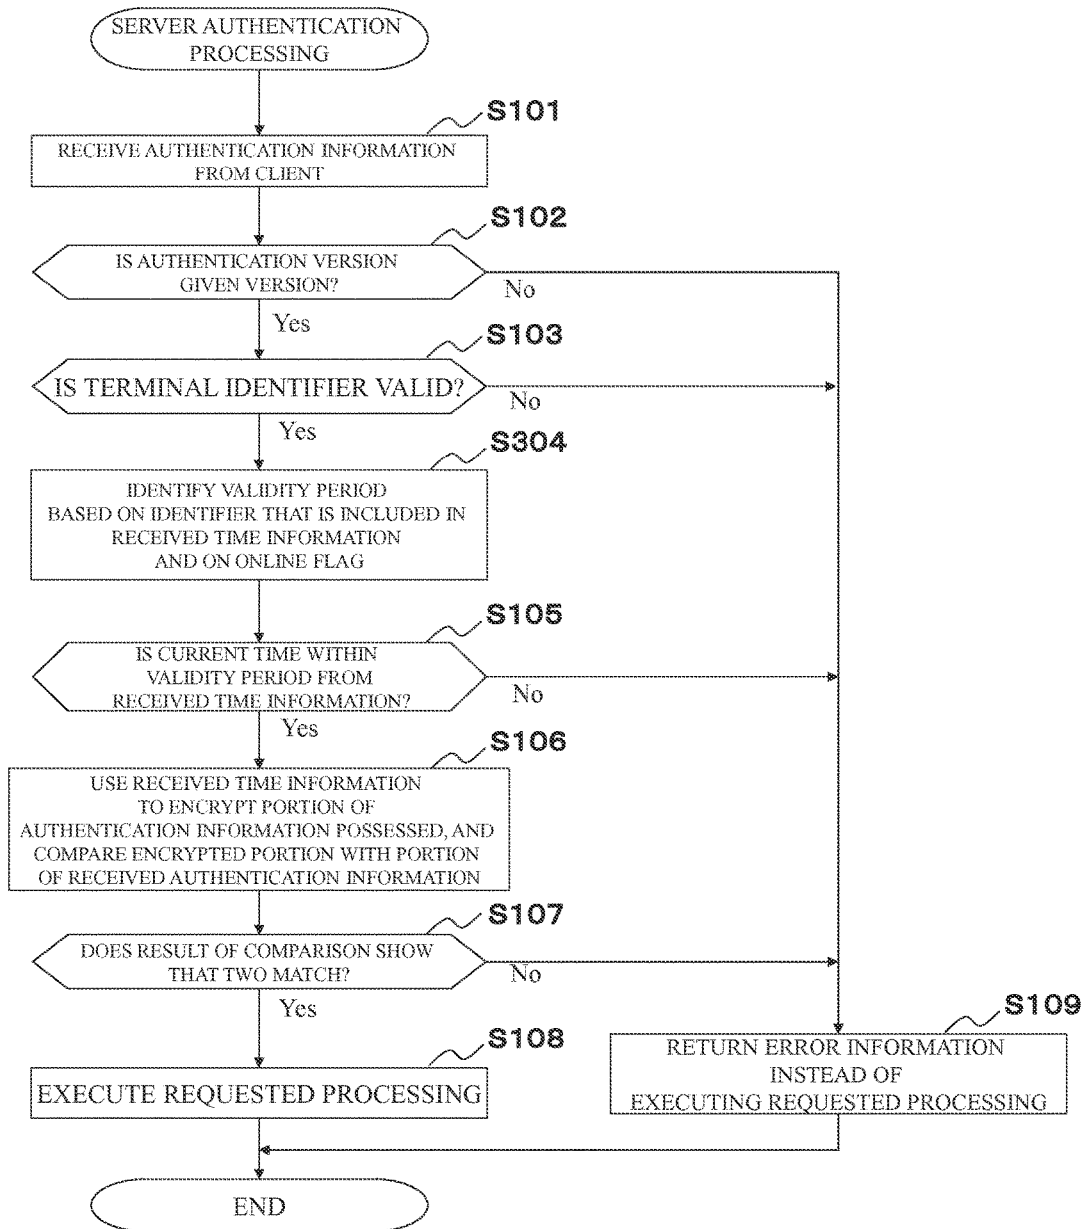 SERVER AUTHENTICATION
PROCESSING
S101
RECEIVE AUTHENTICATION INFORMATION
FROM CLIENT
S102
IS AUTHENTICATION VERSION
GIVEN VERSION?
No
Yes
S103
IS TERMINAL IDENTIFIER VALID?
No
Yes
S304
IDENTIFY VALIDITY PERIOD
BASED ON IDENTIFIER THAT IS INCLUDED IN
RECEIVED TIME INFORMATION
AND ON ONLINE FLAG
S105
IS CURRENT TIME WITHIN
VALIDITY PERIOD FROM
RECEIVED TIME INFORMATION?
No
Yes
S106
USE RECEIVED TIME INFORMATION
TO ENCRYPT PORTION OF
AUTHENTICATION INFORMATION POSSESSED, AND
COMPARE ENCRYPTED PORTION WITH PORTION
OF RECEIVED AUTHENTICATION INFORMATION
S107
DOES RESULT OF COMPARISON SHOW
THAT TWO MATCH?
No
Yes
S108
EXECUTE REQUESTED PROCESSING
S109
RETURN ERROR INFORMATION
INSTEAD OF
EXECUTING REQUESTED PROCESSING
END